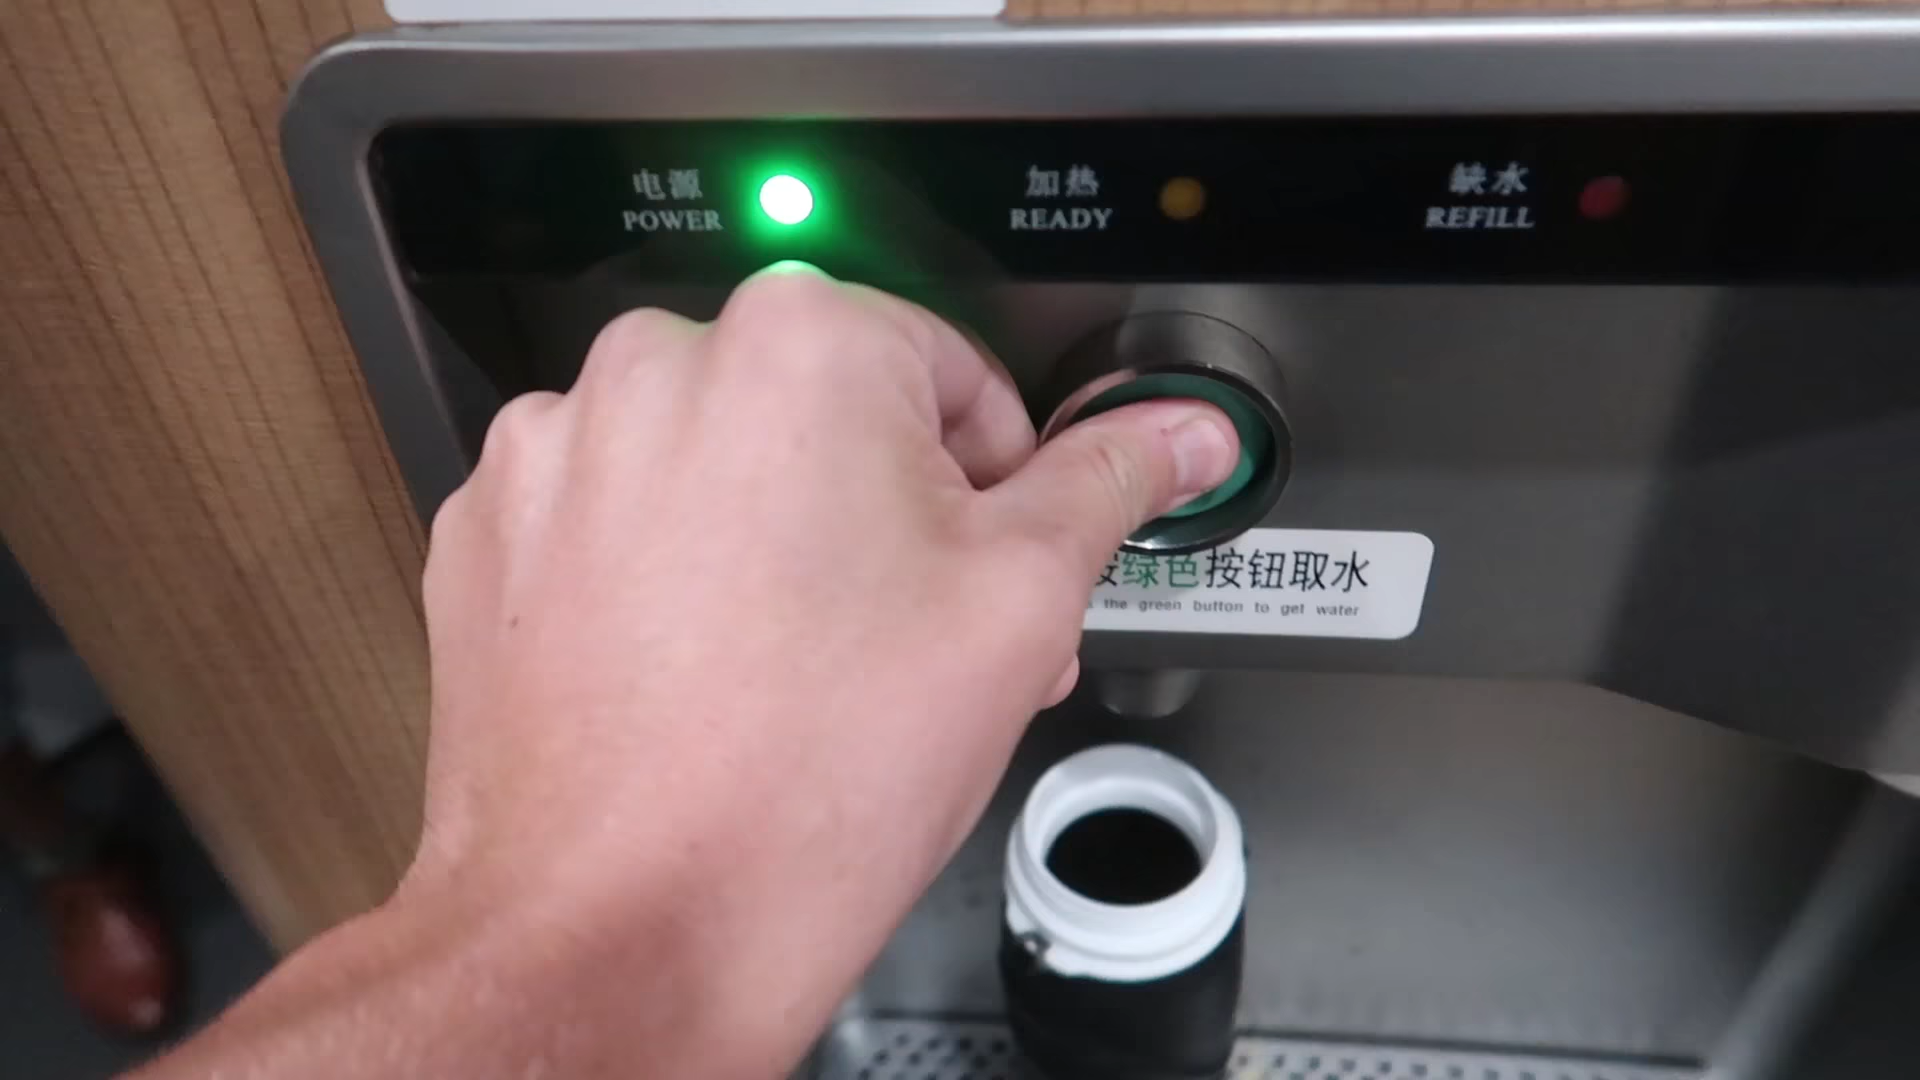 电源
POWER
加热
READY
缺水
REFILL
按绿色按钮取水
the green button to get water